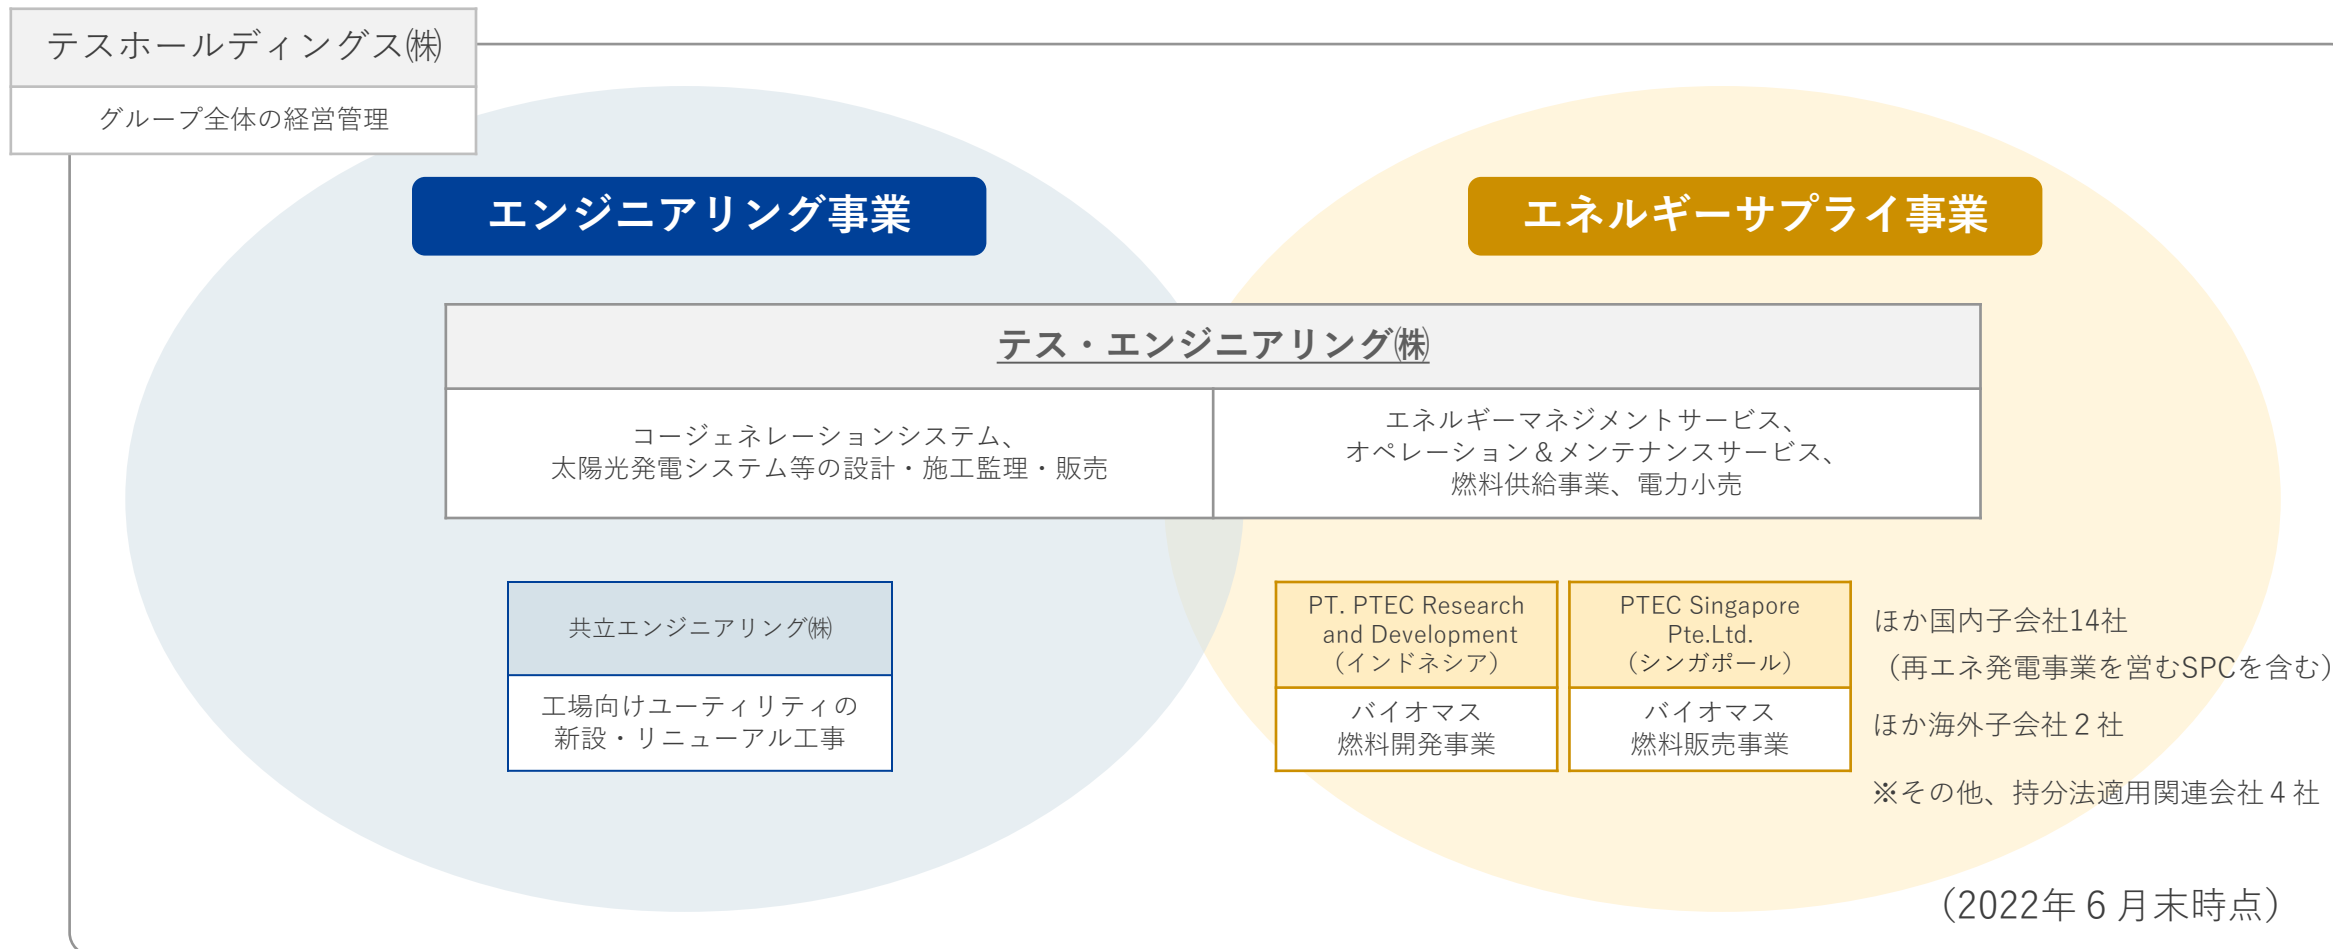 テスホールディングス㈱
グループ全体の経営管理
エンジニアリング事業
エネルギーサプライ事業
テス・エンジニアリング㈱
コージェネレーションシステム、
太陽光発電システム等の設計・施工監理・販売
エネルギーマネジメントサービス、
オペレーション＆メンテナンスサービス、
燃料供給事業、電力小売
共立エンジニアリング㈱
工場向けユーティリティの
新設・リニューアル工事
PT. PTEC Research
and Development
（インドネシア）
バイオマス
燃料開発事業
PTEC Singapore
Pte.Ltd.
（シンガポール）
バイオマス
燃料販売事業
ほか国内子会社14社
（再エネ発電事業を営むSPCを含む）
ほか海外子会社２社
※その他、持分法適用関連会社４社
（2022年６月末時点）